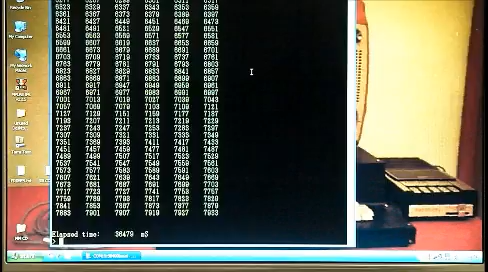 Recycle Bin
My Computer
My Network
Places
6323 6329 6337 6343 6353 6359
6361 6367 6373 6379 6389 6397
6421 6427 6449 6451 6469 6473
6481 6491 6521 6529 6547 6551
6553 6563 6569 6571 6577 6581
6599 6607 6619 6637 6653 6659
6661 6673 6679 6689 6691 6701
6703 6709 6719 6733 6737 6761
6763 6779 6781 6791 6793 6803
6823 6827 6829 6833 6841 6857
6863 6869 6871 6883 6899 6907
6911 6917 6947 6949 6959 6961
6967 6971 6977 6983 6991 6997
7001 7013 7019 7027 7039 7043
7057 7069 7079 7103 7109 7121
7127 7129 7151 7159 7177 7187
7193 7207 7211 7213 7219 7229
7237 7243 7247 7253 7283 7297
7307 7309 7321 7331 7333 7349
7351 7369 7393 7411 7417 7433
7451 7457 7459 7477 7481 7487
7489 7499 7507 7517 7523 7529
7537 7541 7547 7549 7559 7561
7573 7577 7583 7589 7591 7603
7607 7621 7639 7643 7649 7669
7673 7681 7687 7691 7699 7703
7717 7723 7727 7741 7753 7757
7759 7789 7793 7817 7823 7829
7841 7853 7867 7873 7877 7879
7883 7901 7907 7919 7927 7933
Elapsed time: 36479 mS
>
start